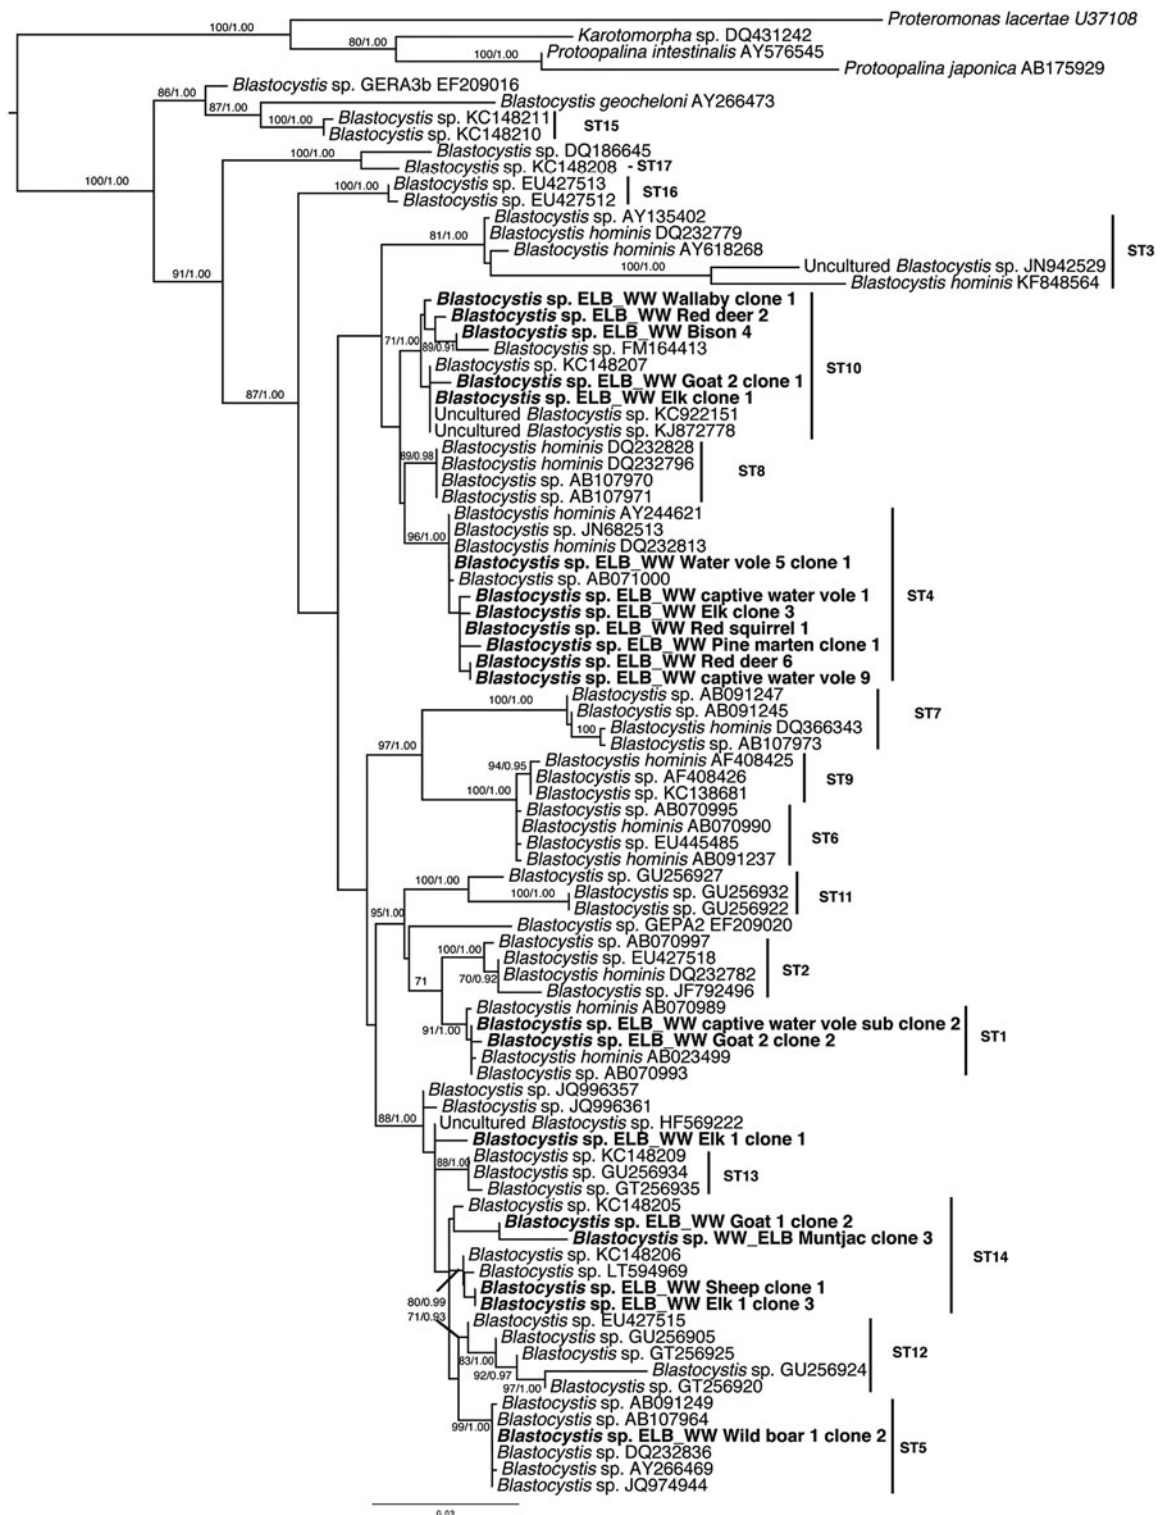 Proteromonas lacertae U37108
100/1.00
Karotomorpha sp. DQ431242
80/1.00
Protoopalina intestinalis AY576545
100/1.00
Protoopalina japonica AB175929
Blastocystis sp. GERA3b EF209016
86/1.00
Blastocystis geocheloni AY266473
87/1.00
Blastocystis sp. KC148211
100/1.00
ST15
Blastocystis sp. KC148210
Blastocystis sp. DQ186645
100/1.00
Blastocystis sp. KC148208 - ST17
100/1.00
Blastocystis sp. EU427513
100/1.00
ST16
Blastocystis sp. EU427512
Blastocystis sp. AY135402
Blastocystis hominis DQ232779
81/1.00
Blastocystis hominis AY618268
ST3
91/1.00
100/1.00
Uncultured Blastocystis sp. JN942529
Blastocystis hominis KF848564
Blastocystis sp. ELB_WW Wallaby clone 1
Blastocystis sp. ELB_WW Red deer 2
Blastocystis sp. ELB_WW Bison 4
71/1.00
89/0.91
Blastocystis sp. FM164413
Blastocystis sp. KC148207
ST10
Blastocystis sp. ELB_WW Goat 2 clone 1
87/1.00
Blastocystis sp. ELB_WW Elk clone 1
Uncultured Blastocystis sp. KC922151
Uncultured Blastocystis sp. KJ872778
Blastocystis hominis DQ232828
89/0.98
Blastocystis hominis DQ232796
ST8
Blastocystis sp. AB107970
Blastocystis sp. AB107971
Blastocystis hominis AY244621
Blastocystis sp. JN682513
96/1.00
Blastocystis hominis DQ232813
Blastocystis sp. ELB_WW Water vole 5 clone 1
Blastocystis sp. AB071000
Blastocystis sp. ELB_WW captive water vole 1
ST4
Blastocystis sp. ELB_WW Elk clone 3
Blastocystis sp. ELB_WW Red squirrel 1
Blastocystis sp. ELB_WW Pine marten clone 1
Blastocystis sp. ELB_WW Red deer 6
Blastocystis sp. ELB_WW captive water vole 9
Blastocystis sp. AB091247
100/1.00
Blastocystis sp. AB091245
ST7
100
Blastocystis hominis DQ366343
Blastocystis sp. AB107973
97/1.00
Blastocystis hominis AF408425
94/0.95
Blastocystis sp. AF408426
ST9
100/1.00
Blastocystis sp. KC138681
Blastocystis sp. AB070995
Blastocystis hominis AB070990
ST6
Blastocystis sp. EU445485
Blastocystis hominis AB091237
Blastocystis sp. GU256927
100/1.00
100/1.00
Blastocystis sp. GU256932
ST11
Blastocystis sp. GU256922
95/1.00
Blastocystis sp. GEPA2 EF209020
Blastocystis sp. AB070997
100/1.00
Blastocystis sp. EU427518
ST2
71
70/0.92
Blastocystis hominis DQ232782
Blastocystis sp. JF792496
Blastocystis hominis AB070989
91/1.00
Blastocystis sp. ELB_WW captive water vole sub clone 2
Blastocystis sp. ELB_WW Goat 2 clone 2
ST1
Blastocystis hominis AB023499
Blastocystis sp. AB070993
Blastocystis sp. JQ996357
Blastocystis sp. JQ996361
88/1.00
Uncultured Blastocystis sp. HF569222
Blastocystis sp. ELB_WW Elk 1 clone 1
Blastocystis sp. KC148209
88/1.00
Blastocystis sp. GU256934
ST13
Blastocystis sp. GT256935
Blastocystis sp. KC148205
Blastocystis sp. ELB_WW Goat 1 clone 2
Blastocystis sp. WW_ELB Muntjac clone 3
Blastocystis sp. KC148206
ST14
Blastocystis sp. LT594969
Blastocystis sp. ELB_WW Sheep clone 1
80/0.99
Blastocystis sp. ELB_WW Elk 1 clone 3
71/0.93
Blastocystis sp. EU427515
Blastocystis sp. GU256905
Blastocystis sp. GT256925
ST12
83/1.00
Blastocystis sp. GU256924
92/0.97
97/1.00
Blastocystis sp. GT256920
Blastocystis sp. AB091249
Blastocystis sp. AB107964
99/1.00
Blastocystis sp. ELB_WW Wild boar 1 clone 2
ST5
Blastocystis sp. DQ232836
Blastocystis sp. AY266469
Blastocystis sp. JQ974944
0.03